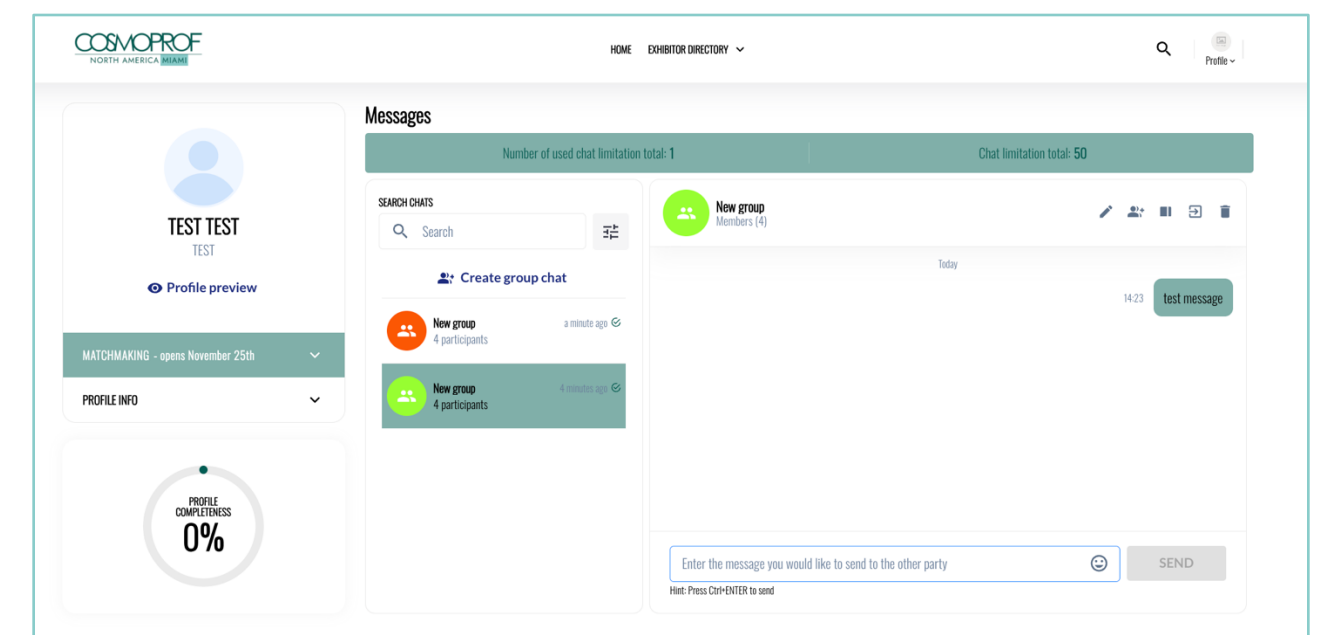 COSMOPROF
NORTH AMERICA MIAMI
HOME
EXHIBITOR DIRECTORY
Profile
TEST TEST
TEST
Profile preview
MATCHMAKING - opens November 25th
PROFILE INFO
PROFILE
COMPLETENESS
0%
Messages
Number of used chat limitation total: 1
Chat limitation total: 50
SEARCH CHATS
Search
Create group chat
New group
a minute ago
4 participants
New group
4 minutes ago
4 participants
New group
Members (4)
Today
14:23
test message
Enter the message you would like to send to the other party
SEND
Hint: Press Ctrl+ENTER to send